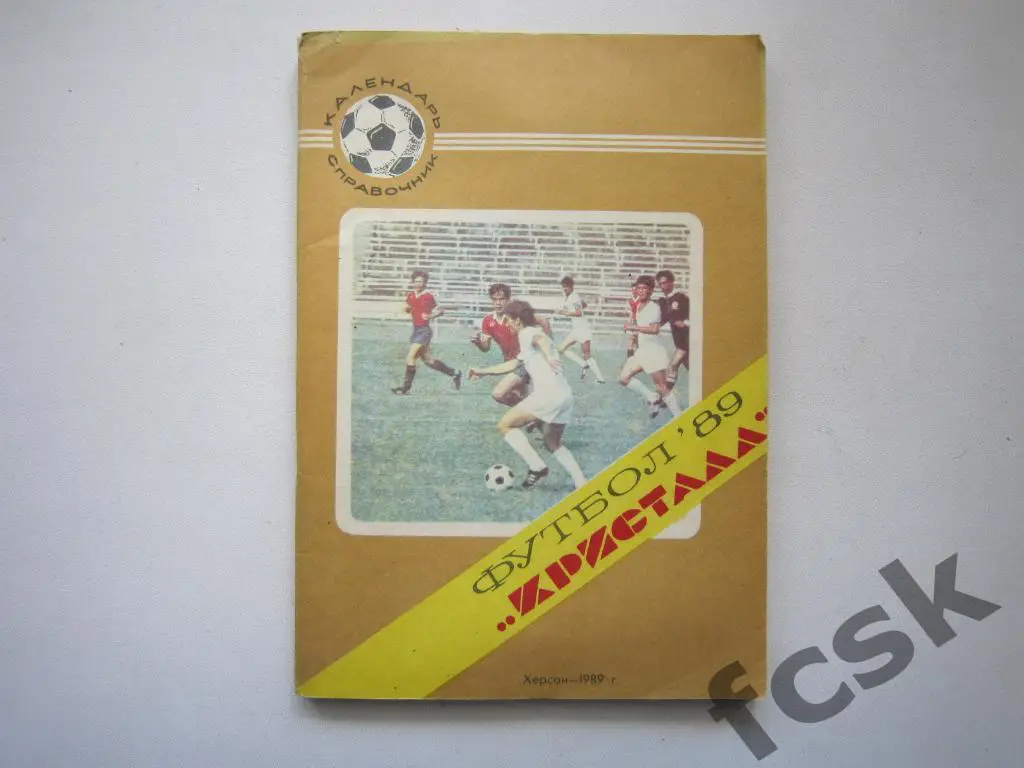 КАЛЕНДАРЬ
СПРАВОЧНИК
ФУТБОЛ '89
„КРИСТАЛЛ"
Херсон—1989 г.
fcsk